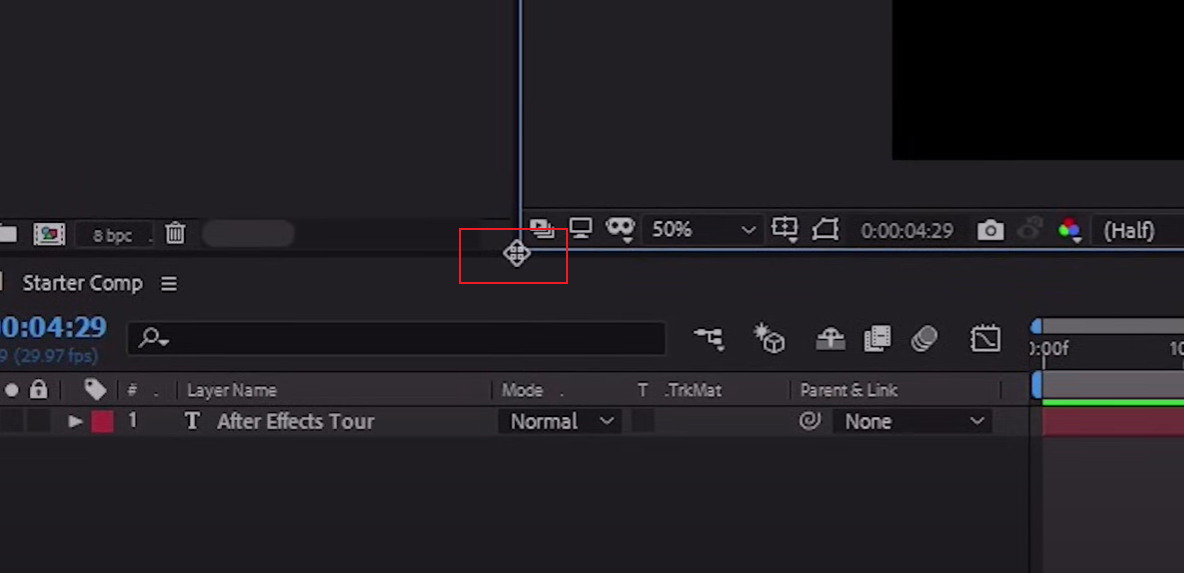 8 bpc
50%
0:00:04:29
(Half)
Starter Comp
0:04:29
9 (29.97 fps)
:00f
10
# . Layer Name
Mode . T .TrkMat
Parent & Link
1 T After Effects Tour
Normal
None